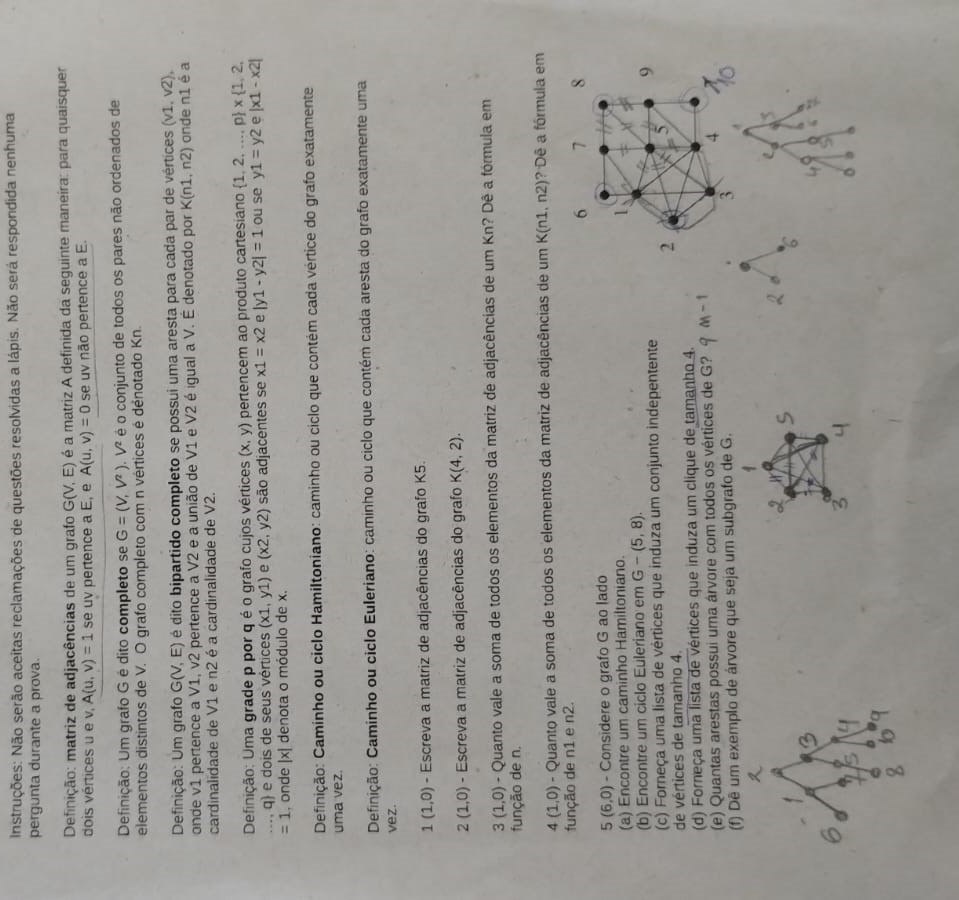 Instruções: Não serão aceitas reclamações de questões resolvidas a lápis. Não será respondida nenhuma
pergunta durante a prova.
Definição: matriz de adjacências de um grafo G(V, E) é a matriz A definida da seguinte maneira: para quaisquer
dois vértices u e v, A(u, v) = 1 se uv pertence a E, e A(u, v) = 0 se uv não pertence a E.
Definição: Um grafo G é dito completo se G = (V, V²). V² é o conjunto de todos os pares não ordenados de
elementos distintos de V. O grafo completo com n vértices é denotado Kn.
Definição: Um grafo G(V, E) é dito bipartido completo se possui uma aresta para cada par de vértices (v1, v2),
onde v1 pertence a V1, v2 pertence a V2 e a união de V1 e V2 é igual a V. É denotado por K(n1, n2) onde n1 é a
cardinalidade de V1 e n2 é a cardinalidade de V2.
Definição: Uma grade p por q é o grafo cujos vértices (x, y) pertencem ao produto cartesiano {1, 2, ..., p} x {1, 2,
..., q} e dois de seus vértices (x1, y1) e (x2, y2) são adjacentes se x1 = x2 e |y1 - y2| = 1 ou se y1 = y2 e |x1 - x2|
= 1, onde |x| denota o módulo de x.
Definição: Caminho ou ciclo Hamiltoniano: caminho ou ciclo que contém cada vértice do grafo exatamente
uma vez.
Definição: Caminho ou ciclo Euleriano: caminho ou ciclo que contém cada aresta do grafo exatamente uma
vez.
1 (1,0) - Escreva a matriz de adjacências do grafo K5.
2 (1,0) - Escreva a matriz de adjacências do grafo K(4, 2).
3 (1,0) - Quanto vale a soma de todos os elementos da matriz de adjacências de um Kn? Dê a fórmula em
função de n.
4 (1,0) - Quanto vale a soma de todos os elementos da matriz de adjacências de um K(n1, n2)? Dê a fórmula em
função de n1 e n2.
5 (6,0) - Considere o grafo G ao lado
(a) Encontre um caminho Hamiltoniano.
(b) Encontre um ciclo Euleriano em G – (5, 8).
(c) Forneça uma lista de vértices que induza um conjunto indepentente
de vértices de tamanho 4.
(d) Forneça uma lista de vértices que induza um clique de tamanho 4.
(e) Quantas arestas possui uma árvore com todos os vértices de G? 9 m-1
(f) Dê um exemplo de árvore que seja um subgrafo de G.
6 7 8
1
2 5 9
3 4 10
2
1 3
6 7 5 4
8 10 9
1
2 5
3 4
2 6
1
2 3
4 5